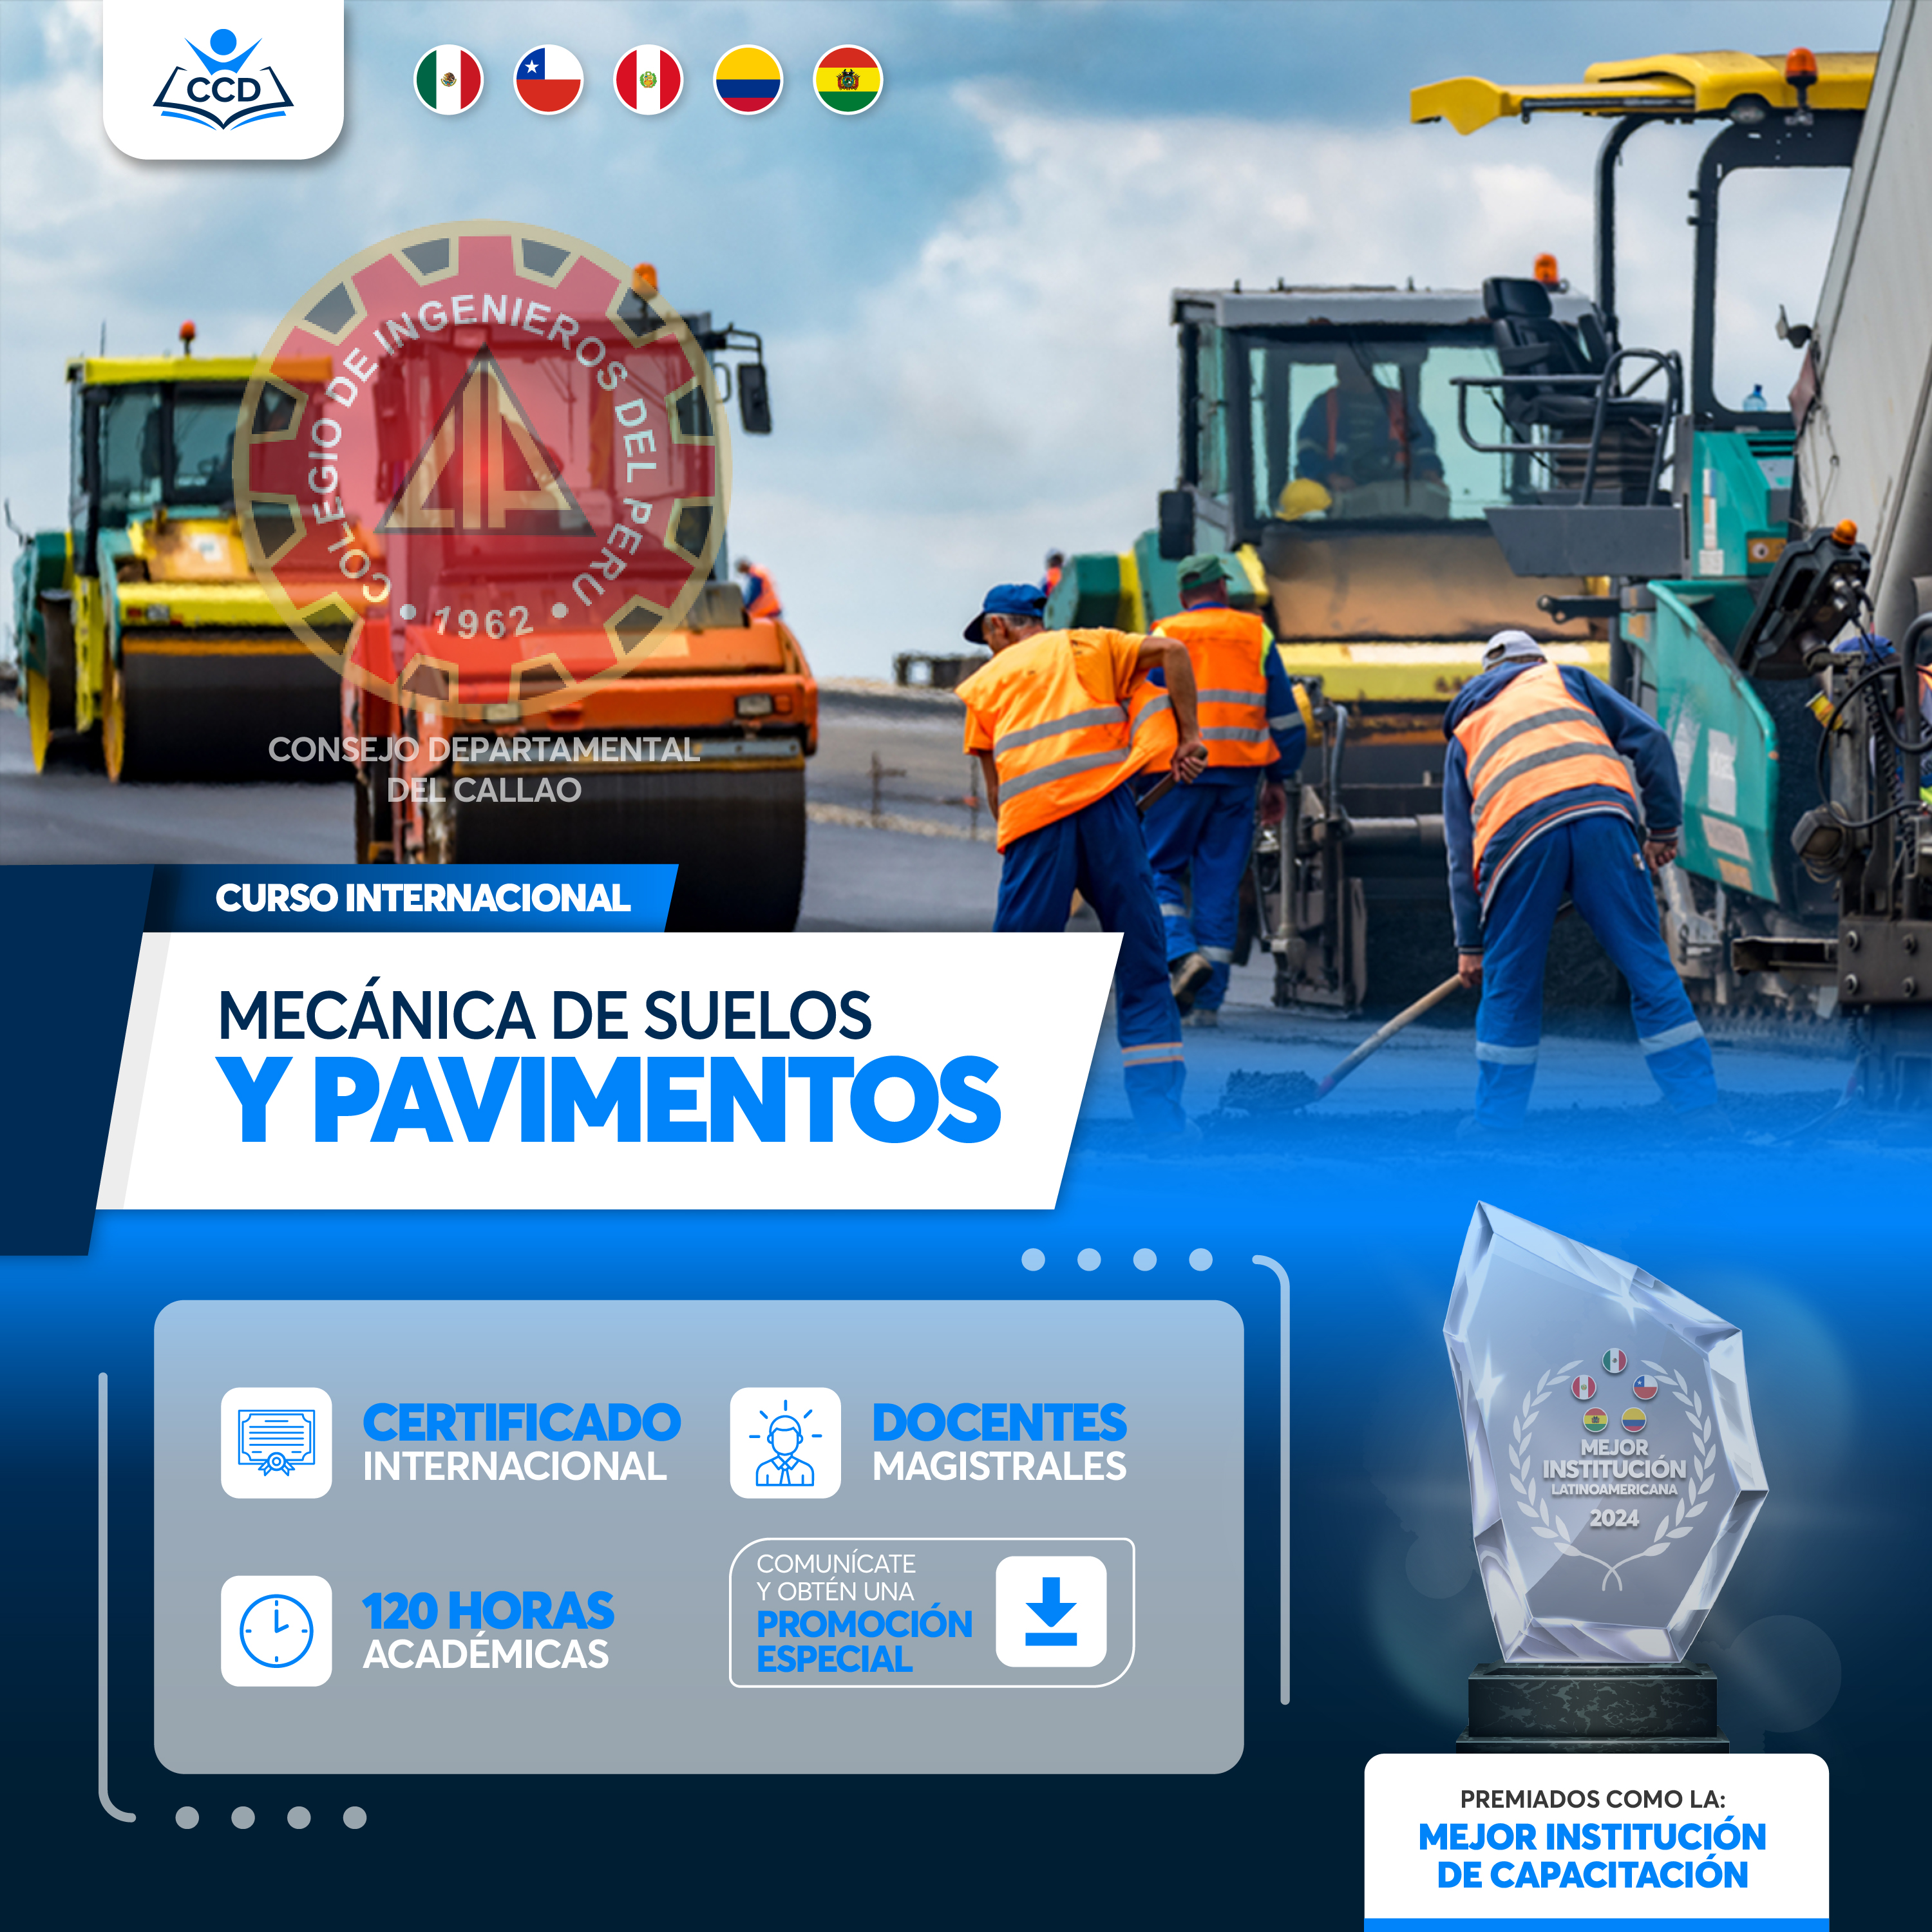 CCD
COLEGIO DE INGENIEROS DEL PERU
• 1962 •
CONSEJO DEPARTAMENTAL
DEL CALLAO
CURSO INTERNACIONAL
MECÁNICA DE SUELOS
Y PAVIMENTOS
CERTIFICADO
INTERNACIONAL
DOCENTES
MAGISTRALES
120 HORAS
ACADÉMICAS
COMUNÍCATE
Y OBTÉN UNA
PROMOCIÓN
ESPECIAL
MEJOR
INSTITUCIÓN
LATINOAMERICANA
2024
PREMIADOS COMO LA:
MEJOR INSTITUCIÓN
DE CAPACITACIÓN